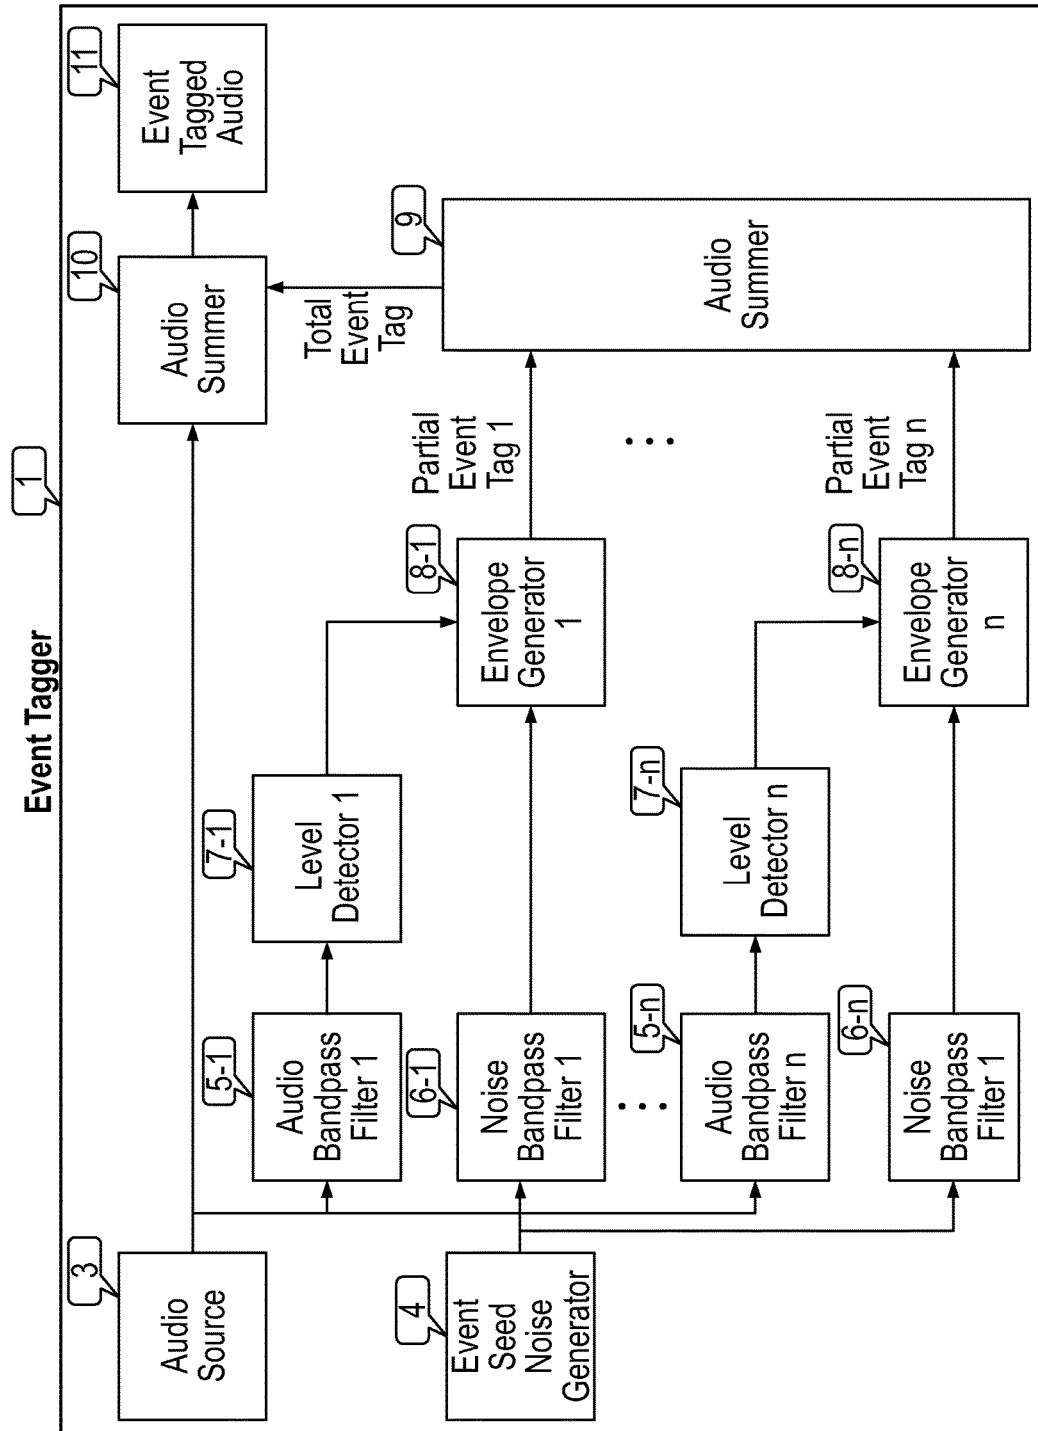 Event Tagger
1
3
Audio
Source
10
Audio
Summer
11
Event
Tagged
Audio
5-1
Audio
Bandpass
Filter 1
7-1
Level
Detector 1
Total
Event
Tag
4
Event
Seed
Noise
Generator
6-1
Noise
Bandpass
Filter 1
8-1
Envelope
Generator
1
Partial
Event
Tag 1
9
Audio
Summer
5-n
Audio
Bandpass
Filter n
7-n
Level
Detector n
6-n
Noise
Bandpass
Filter 1
8-n
Envelope
Generator
n
Partial
Event
Tag n